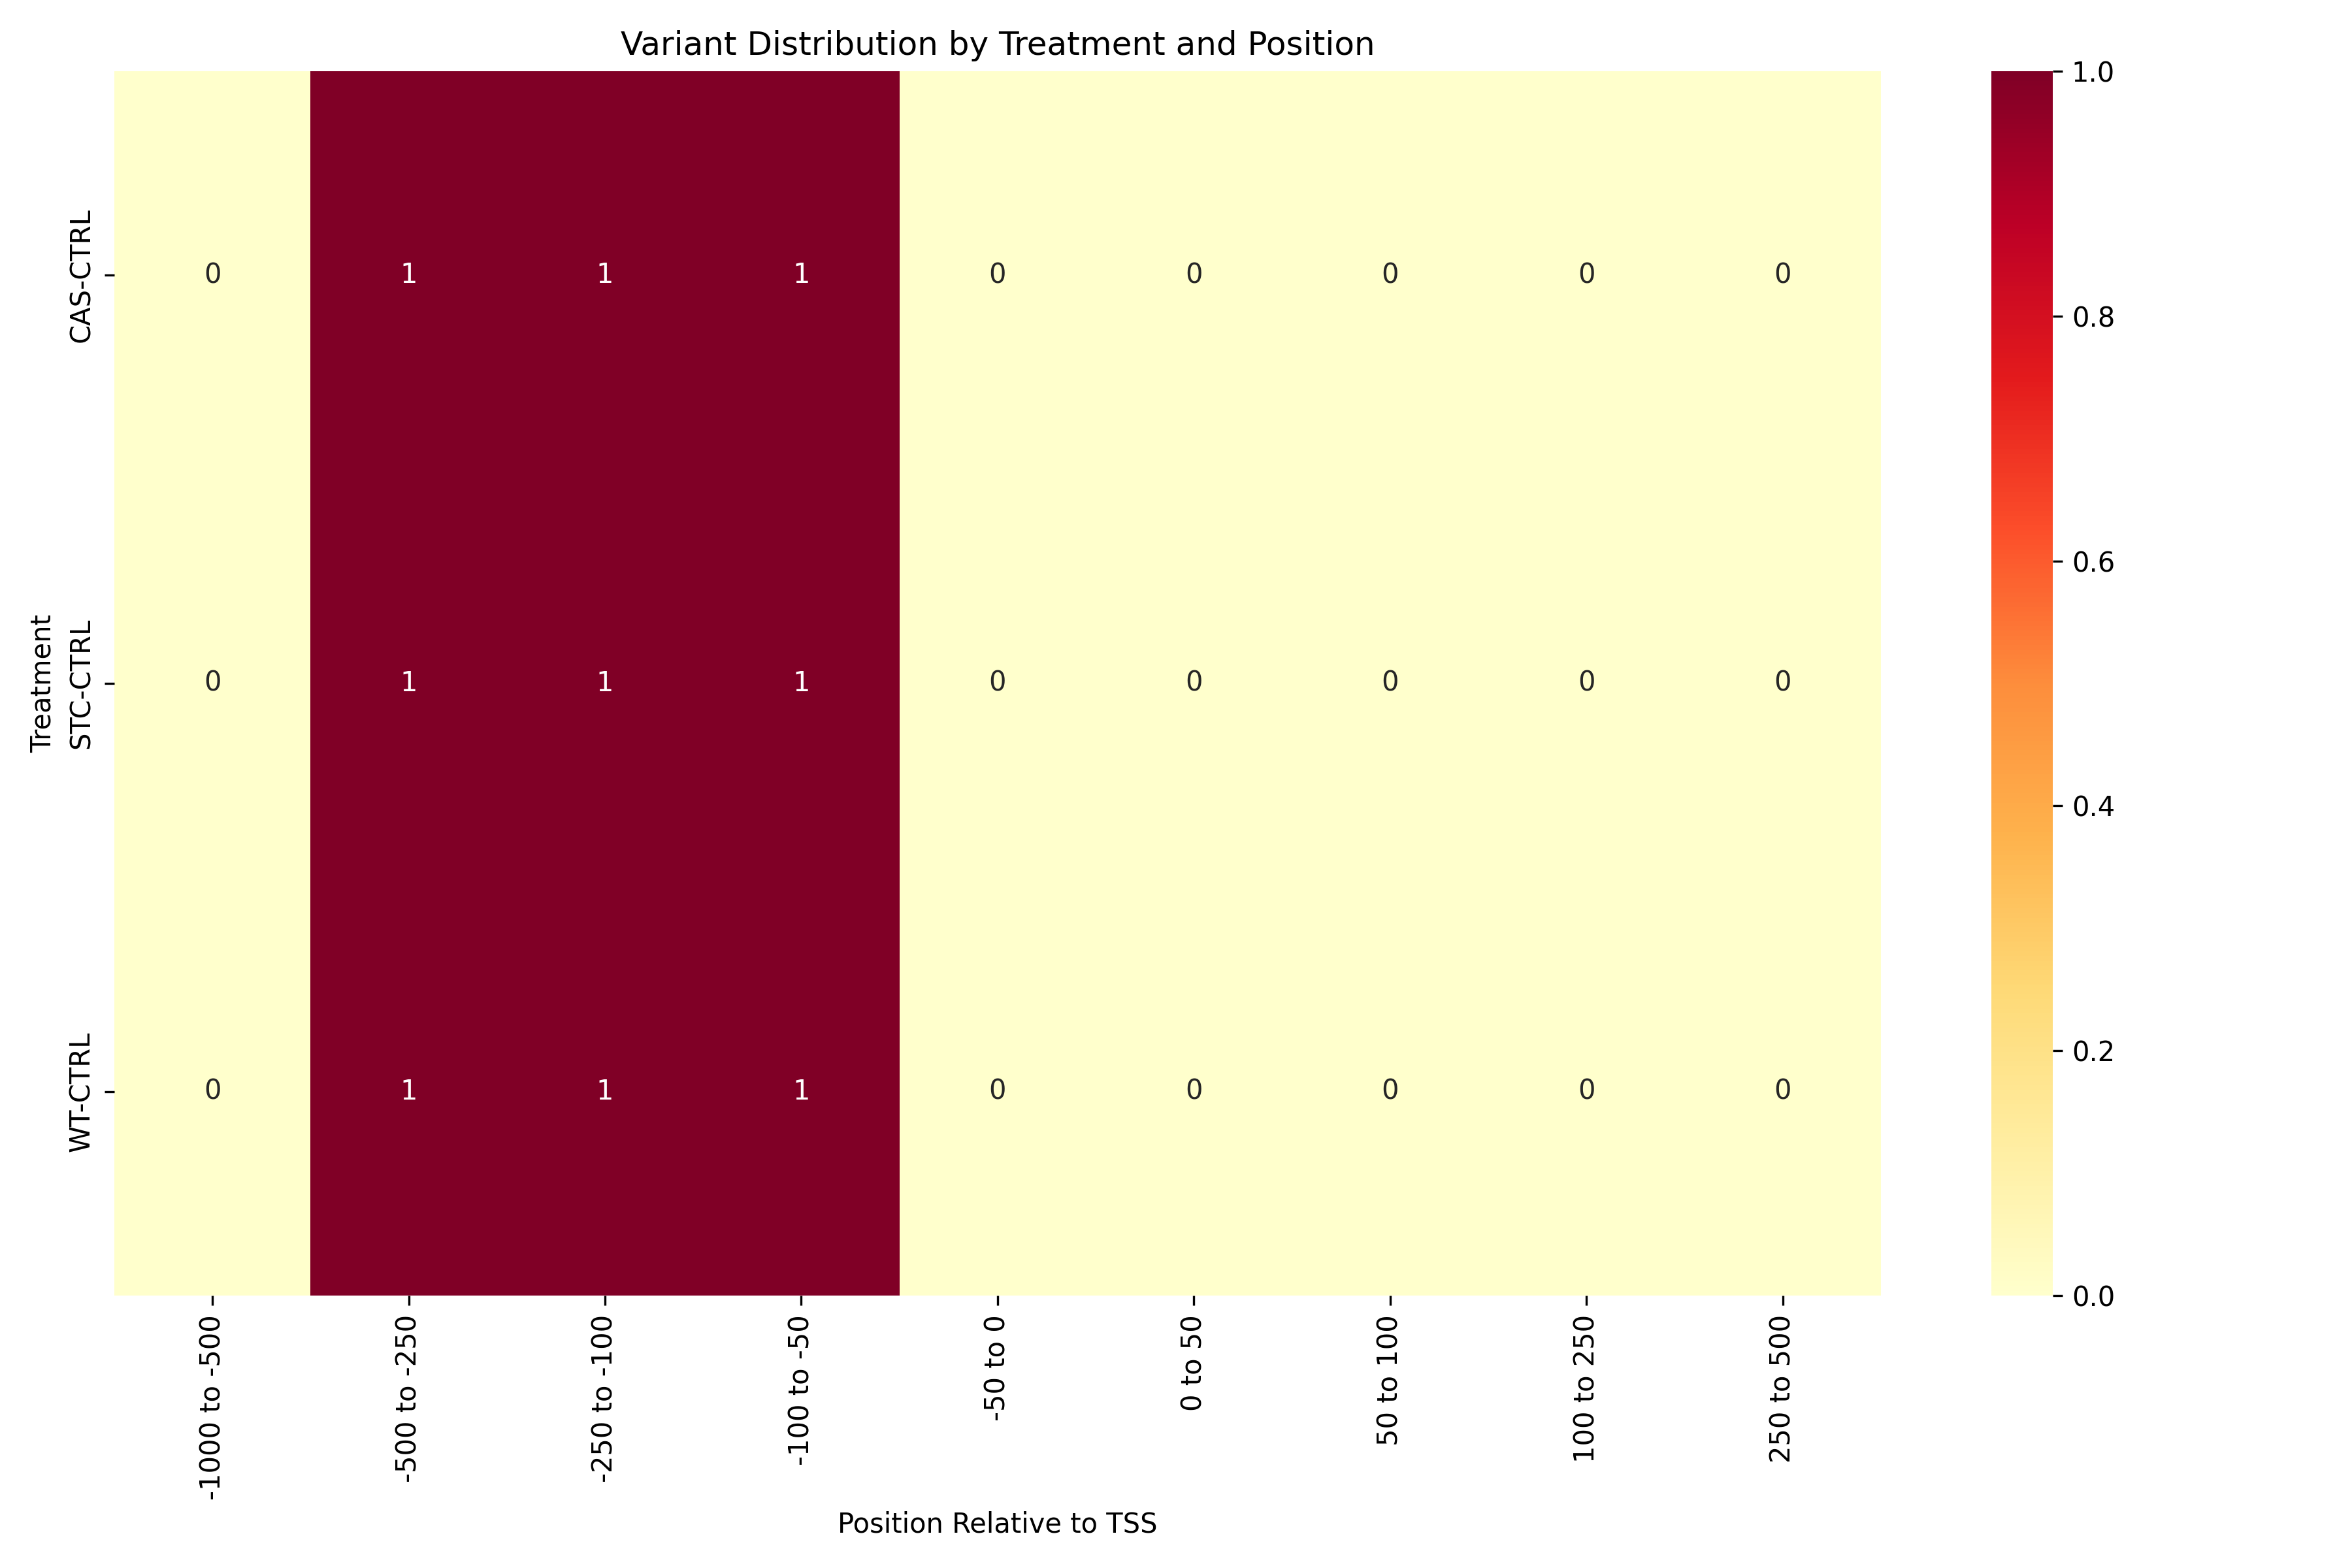 Variant Distribution by Treatment and Position
Treatment
CAS-CTRL
0 1 1 1 0 0 0 0 0
STC-CTRL
0 1 1 1 0 0 0 0 0
WT-CTRL
0 1 1 1 0 0 0 0 0
-1000 to -500
-500 to -250
-250 to -100
-100 to -50
-50 to 0
0 to 50
50 to 100
100 to 250
250 to 500
Position Relative to TSS
1.0
0.8
0.6
0.4
0.2
0.0